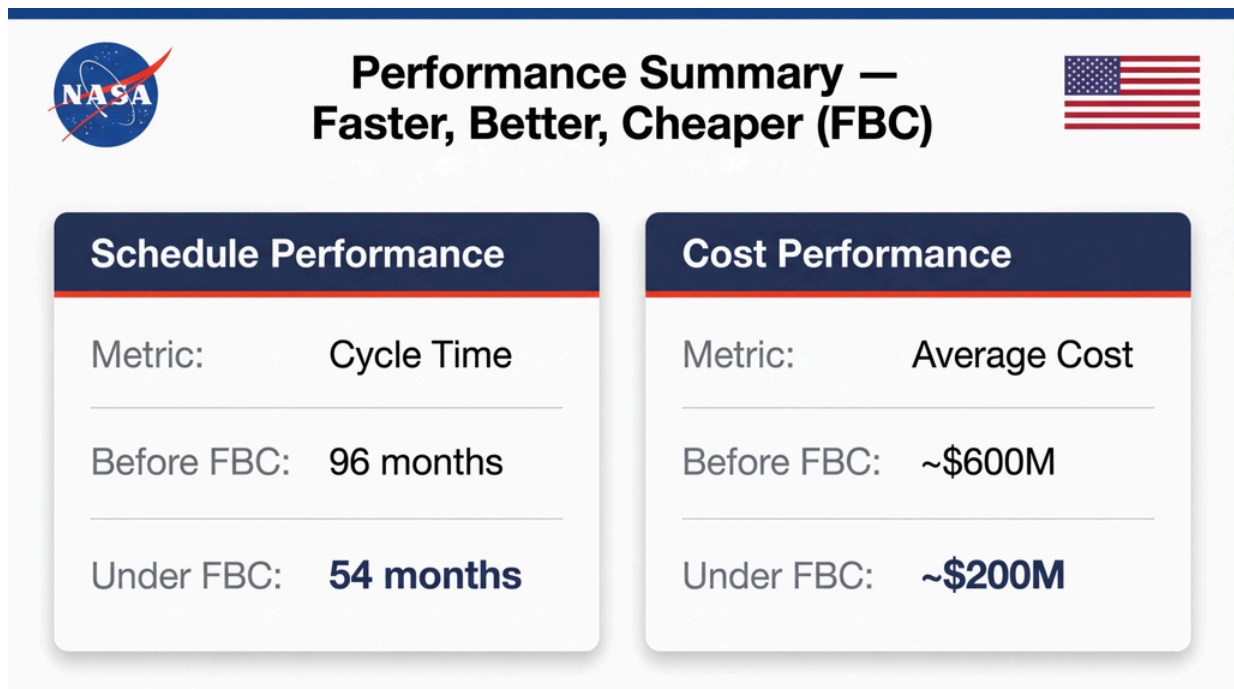 NASA
Performance Summary —
Faster, Better, Cheaper (FBC)
Schedule Performance
Metric: Cycle Time
Before FBC: 96 months
Under FBC: 54 months
Cost Performance
Metric: Average Cost
Before FBC: ~$600M
Under FBC: ~$200M